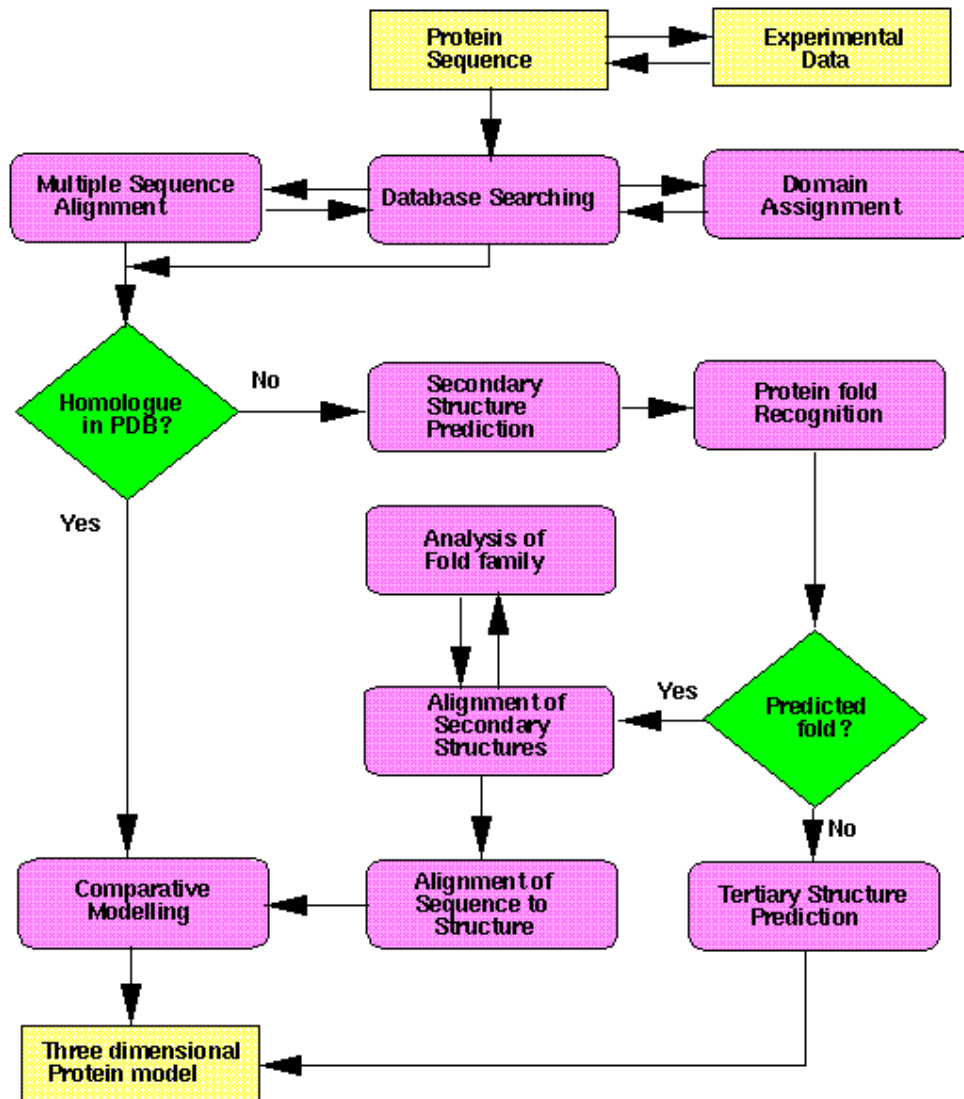 Protein
Sequence
Experimental
Data
Multiple Sequence
Alignment
Database Searching
Domain
Assignment
Homologue
in PDB?
No
Secondary
Structure
Prediction
Protein fold
Recognition
Yes
Analysis of
Fold family
Alignment of
Secondary
Structures
Yes
Predicted
fold?
No
Comparative
Modelling
Alignment of
Sequence to
Structure
Tertiary Structure
Prediction
Three dimensional
Protein model